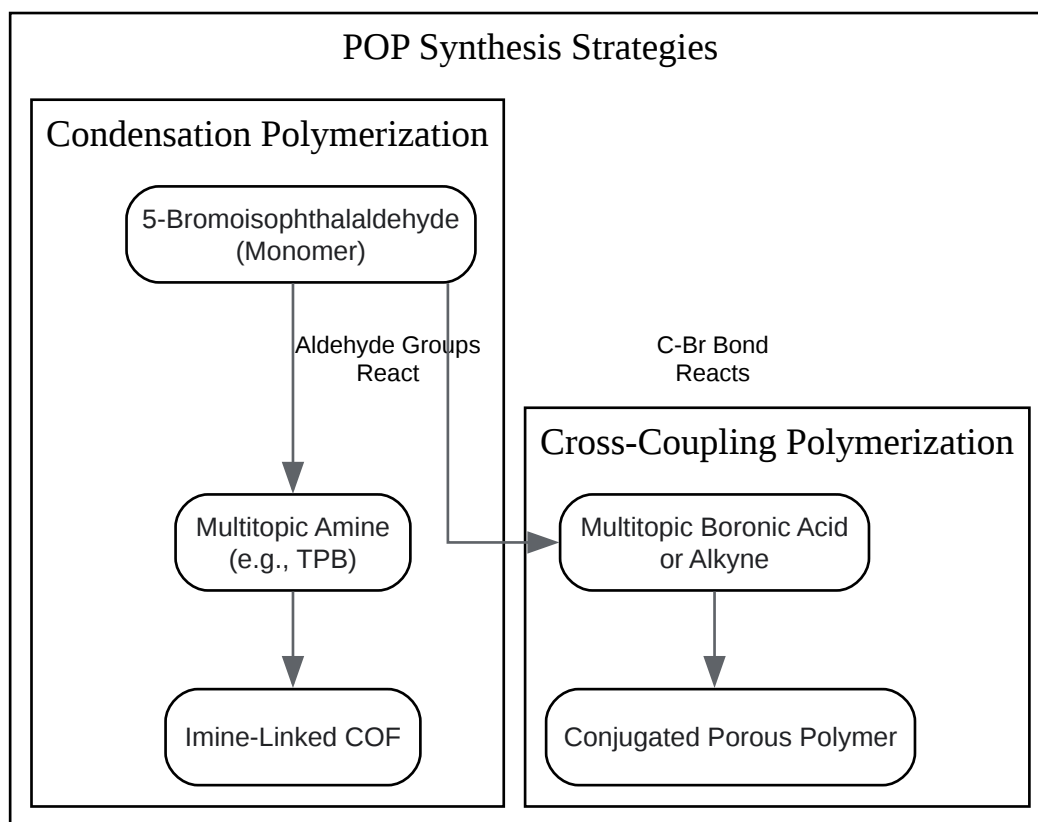 POP Synthesis Strategies
Condensation Polymerization
5-Bromoisophthalaldehyde
(Monomer)
Aldehyde Groups
React
C-Br Bond
Reacts
Cross-Coupling Polymerization
Multitopic Amine
(e.g., TPB)
Multitopic Boronic Acid
or Alkyne
Imine-Linked COF
Conjugated Porous Polymer